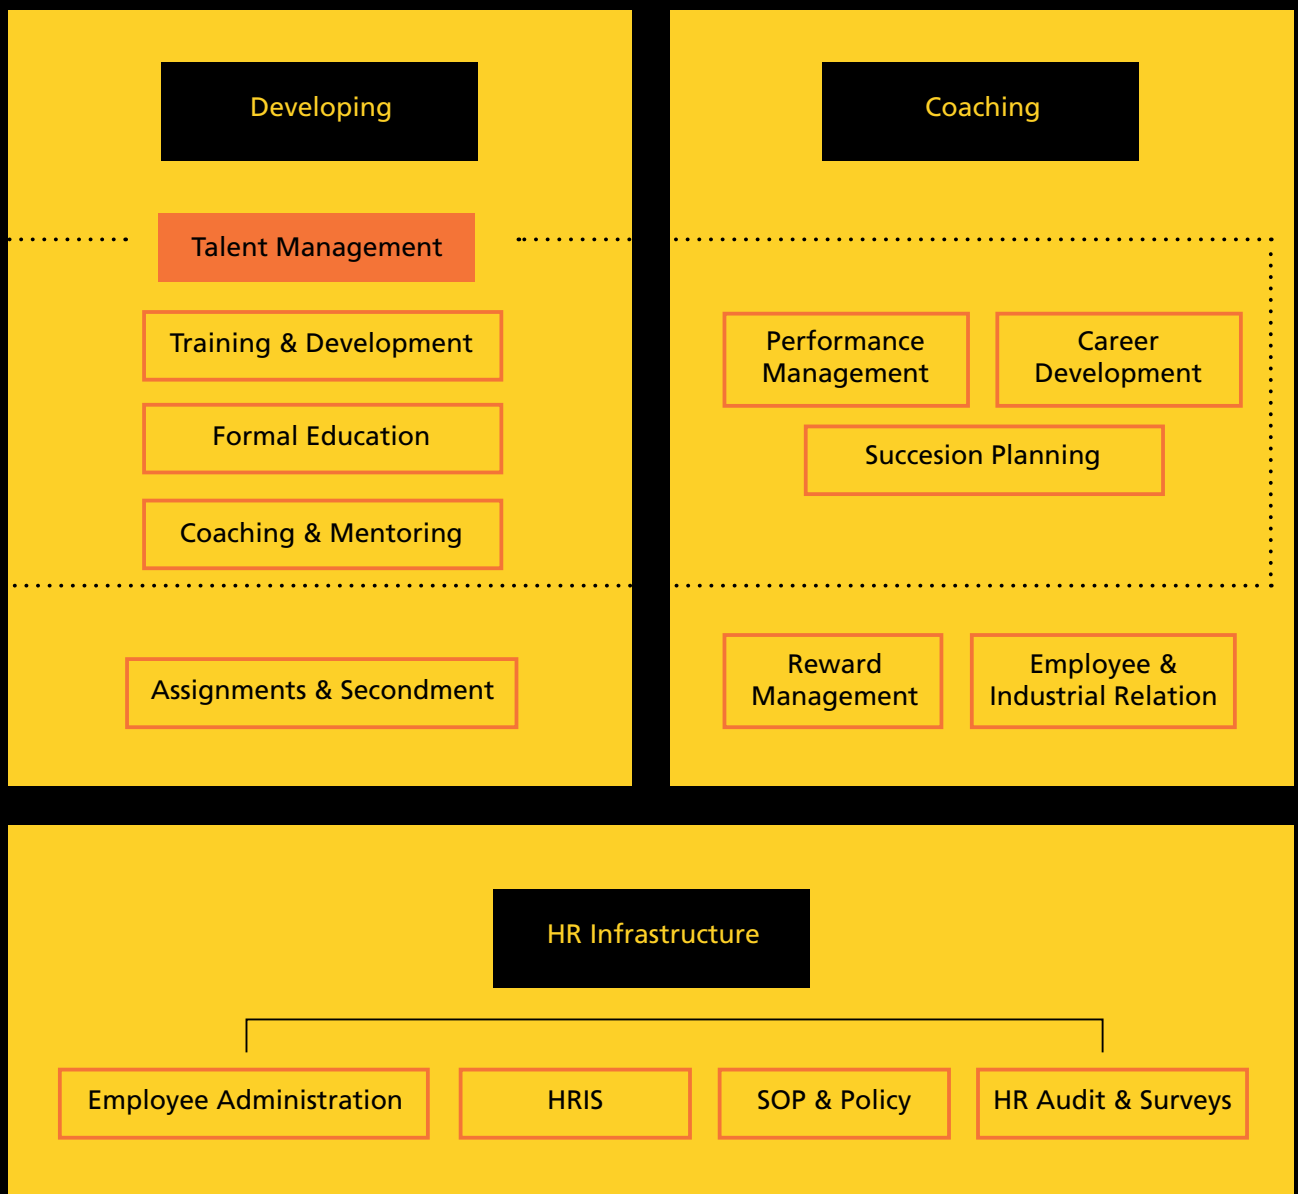 Developing
Talent Management
Training & Development
Formal Education
Coaching & Mentoring
Assignments & Secondment
Coaching
Performance
Management
Career
Development
Succesion Planning
Reward
Management
Employee &
Industrial Relation
HR Infrastructure
Employee Administration
HRIS
SOP & Policy
HR Audit & Surveys